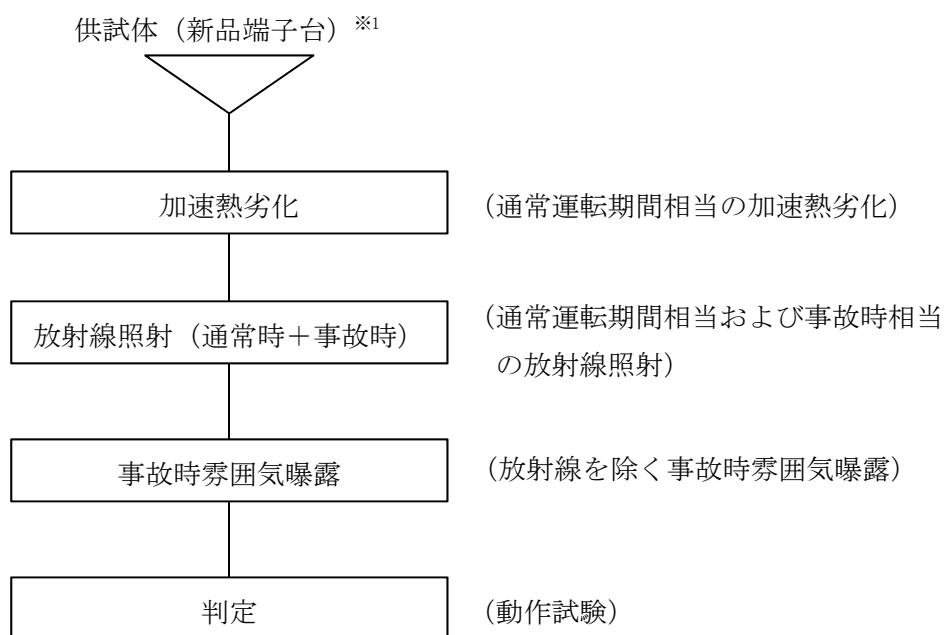 供試体（新品端子台）※1
加速熱劣化
（通常運転期間相当の加速熱劣化）
放射線照射（通常時＋事故時）
（通常運転期間相当および事故時相当
の放射線照射）
事故時雰囲気曝露
（放射線を除く事故時雰囲気曝露）
判定
（動作試験）